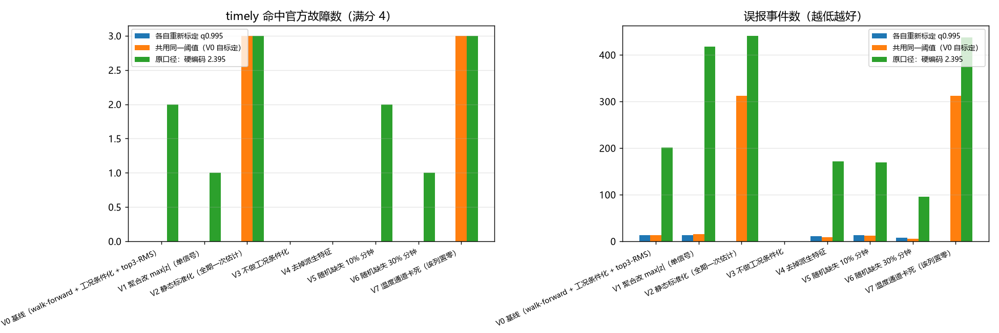 timely 命中官方故障数（满分 4）
各自重新标定 q0.995
共用同一阈值（V0 自标定）
原口径：硬编码 2.395
3.0
2.5
2.0
1.5
1.0
0.5
0.0
V0 基线（walk-forward + 工况条件化 + top3-RMS）
V1 聚合改 max|z|（单信号）
V2 静态标准化（全期一次估计）
V3 不做工况条件化
V4 去掉派生特征
V5 随机缺失 10% 分钟
V6 随机缺失 30% 分钟
V7 温度通道卡死（该列置零）
误报事件数（越低越好）
各自重新标定 q0.995
共用同一阈值（V0 自标定）
原口径：硬编码 2.395
400
300
200
100
0
V0 基线（walk-forward + 工况条件化 + top3-RMS）
V1 聚合改 max|z|（单信号）
V2 静态标准化（全期一次估计）
V3 不做工况条件化
V4 去掉派生特征
V5 随机缺失 10% 分钟
V6 随机缺失 30% 分钟
V7 温度通道卡死（该列置零）